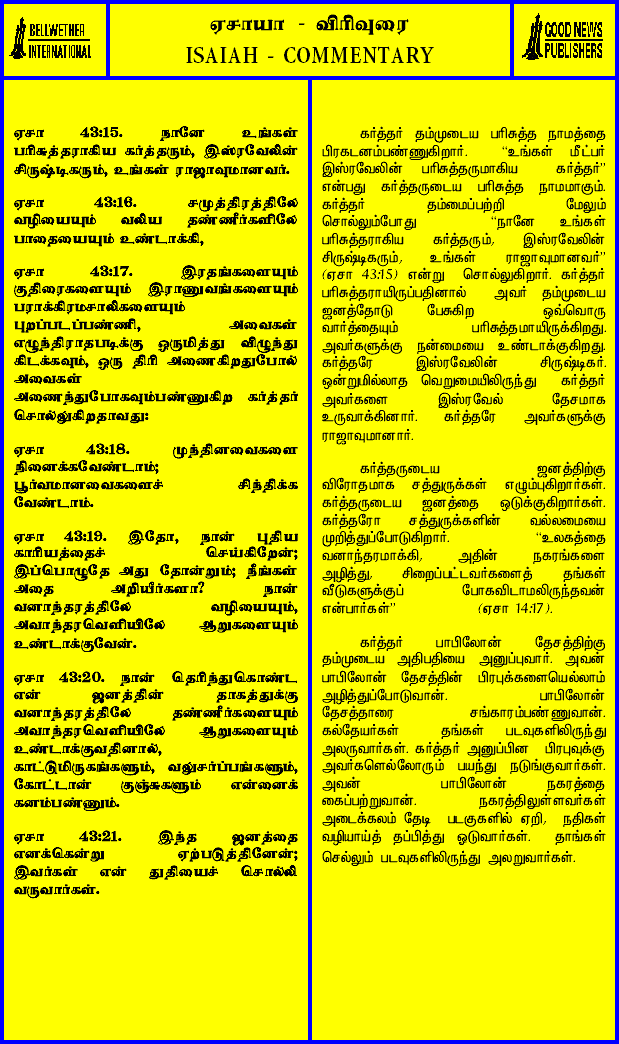 BELLWETHER
INTERNATIONAL
ஏசாயா - விரிவுரை
ISAIAH - COMMENTARY
GOOD NEWS
PUBLISHERS
ஏசா 43:15. நானே உங்கள்
பரிசுத்தராகிய கர்த்தரும், இஸ்ரவேலின்
சிருஷ்டிகரும், உங்கள் ராஜாவுமானவர்.
ஏசா 43:16. சமுத்திரத்திலே
வழியையும் வலிய தண்ணீர்களிலே
பாதையையும் உண்டாக்கி,
ஏசா 43:17. இரதங்களையும்
குதிரைகளையும் இராணுவங்களையும்
பராக்கிரமசாலிகளையும்
புறப்படப்பண்ணி, அவைகள்
எழுந்திராதபடிக்கு ஒருமித்து விழுந்து
கிடக்கவும், ஒரு திரி அணைகிறதுபோல்
அவைகள்
அணைந்துபோகவும்பண்ணுகிற கர்த்தர்
சொல்லுகிறதாவது:
ஏசா 43:18. முந்தினவைகளை
நினைக்கவேண்டாம்;
பூர்வமானவைகளைச் சிந்திக்க
வேண்டாம்.
ஏசா 43:19. இதோ, நான் புதிய
காரியத்தைச் செய்கிறேன்;
இப்பொழுதே அது தோன்றும்; நீங்கள்
அதை அறியீர்களா? நான்
வனாந்தரத்திலே வழியையும்,
அவாந்தரவெளியிலே ஆறுகளையும்
உண்டாக்குவேன்.
ஏசா 43:20. நான் தெரிந்துகொண்ட
என் ஜனத்தின் தாகத்துக்கு
வனாந்தரத்திலே தண்ணீர்களையும்
அவாந்தரவெளியிலே ஆறுகளையும்
உண்டாக்குவதினால்,
காட்டுமிருகங்களும், வலுசர்ப்பங்களும்,
கோட்டான் குஞ்சுகளும் என்னைக்
கனம்பண்ணும்.
ஏசா 43:21. இந்த ஜனத்தை
எனக்கென்று ஏற்படுத்தினேன்;
இவர்கள் என் துதியைச் சொல்லி
வருவார்கள்.
கர்த்தர் தம்முடைய பரிசுத்த நாமத்தை
பிரகடனம்பண்ணுகிறார். “உங்கள் மீட்பர்
இஸ்ரவேலின் பரிசுத்தருமாகிய கர்த்தர்”
என்பது கர்த்தருடைய பரிசுத்த நாமமாகும்.
கர்த்தர் தம்மைப்பற்றி மேலும்
சொல்லும்போது “நானே உங்கள்
பரிசுத்தராகிய கர்த்தரும், இஸ்ரவேலின்
சிருஷ்டிகரும், உங்கள் ராஜாவுமானவர்”
(ஏசா 43:15) என்று சொல்லுகிறார். கர்த்தர்
பரிசுத்தராயிருப்பதினால் அவர் தம்முடைய
ஜனத்தோடு பேசுகிற ஒவ்வொரு
வார்த்தையும் பரிசுத்தமாயிருக்கிறது.
அவர்களுக்கு நன்மையை உண்டாக்குகிறது.
கர்த்தரே இஸ்ரவேலின் சிருஷ்டிகர்.
ஒன்றுமில்லாத வெறுமையிலிருந்து கர்த்தர்
அவர்களை இஸ்ரவேல் தேசமாக
உருவாக்கினார். கர்த்தரே அவர்களுக்கு
ராஜாவுமானார்.
கர்த்தருடைய ஜனத்திற்கு
விரோதமாக சத்துருக்கள் எழும்புகிறார்கள்.
கர்த்தருடைய ஜனத்தை ஒடுக்குகிறார்கள்.
கர்த்தரோ சத்துருக்களின் வல்லமையை
முறித்துப்போடுகிறார். “உலகத்தை
வனாந்தரமாக்கி, அதின் நகரங்களை
அழித்து, சிறைப்பட்டவர்களைத் தங்கள்
வீடுகளுக்குப் போகவிடாமலிருந்தவன்
என்பார்கள்” (ஏசா 14:17).
கர்த்தர் பாபிலோன் தேசத்திற்கு
தம்முடைய அதிபதியை அனுப்புவார். அவன்
பாபிலோன் தேசத்தின் பிரபுக்களையெல்லாம்
அழித்துப்போடுவான். பாபிலோன்
தேசத்தாரை சங்காரம்பண்ணுவான்.
கல்தேயர்கள் தங்கள் படவுகளிலிருந்து
அலருவார்கள். கர்த்தர் அனுப்பின பிரபுவுக்கு
அவர்களெல்லோரும் பயந்து நடுங்குவார்கள்.
அவன் பாபிலோன் நகரத்தை
கைப்பற்றுவான். நகரத்திலுள்ளவர்கள்
அடைக்கலம் தேடி படகுகளில் ஏறி, நதிகள்
வழியாய்த் தப்பித்து ஓடுவார்கள். தாங்கள்
செல்லும் படவுகளிலிருந்து அலறுவார்கள்.